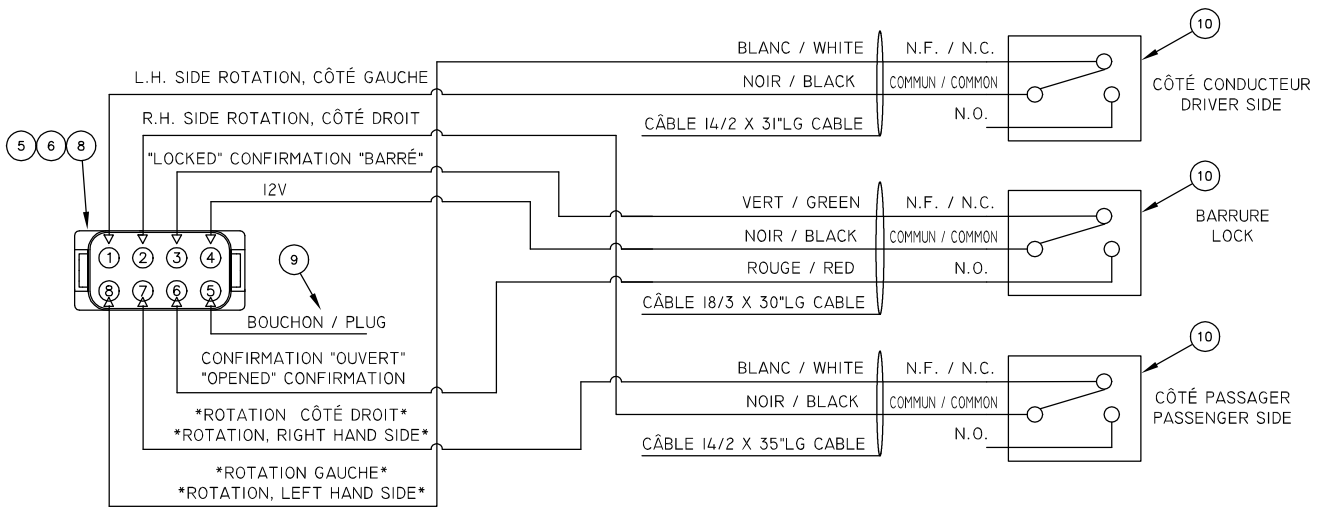 10
BLANC / WHITE
N.F. / N.C.
L.H. SIDE ROTATION, CÔTÉ GAUCHE
NOIR / BLACK
COMMUN / COMMON
CÔTÉ CONDUCTEUR
DRIVER SIDE
R.H. SIDE ROTATION, CÔTÉ DROIT
CÂBLE 14/2 X 31"LG CABLE
N.O.
5 6 8
"LOCKED" CONFIRMATION "BARRÉ"
10
12V
VERT / GREEN
N.F. / N.C.
BARRURE
LOCK
NOIR / BLACK
COMMUN / COMMON
1 2 3 4
9
ROUGE / RED
N.O.
8 7 6 5
CÂBLE 18/3 X 30"LG CABLE
BOUCHON / PLUG
10
CONFIRMATION "OUVERT"
"OPENED" CONFIRMATION
BLANC / WHITE
N.F. / N.C.
NOIR / BLACK
COMMUN / COMMON
CÔTÉ PASSAGER
PASSENGER SIDE
*ROTATION CÔTÉ DROIT*
*ROTATION, RIGHT HAND SIDE*
CÂBLE 14/2 X 35"LG CABLE
N.O.
*ROTATION GAUCHE*
*ROTATION, LEFT HAND SIDE*